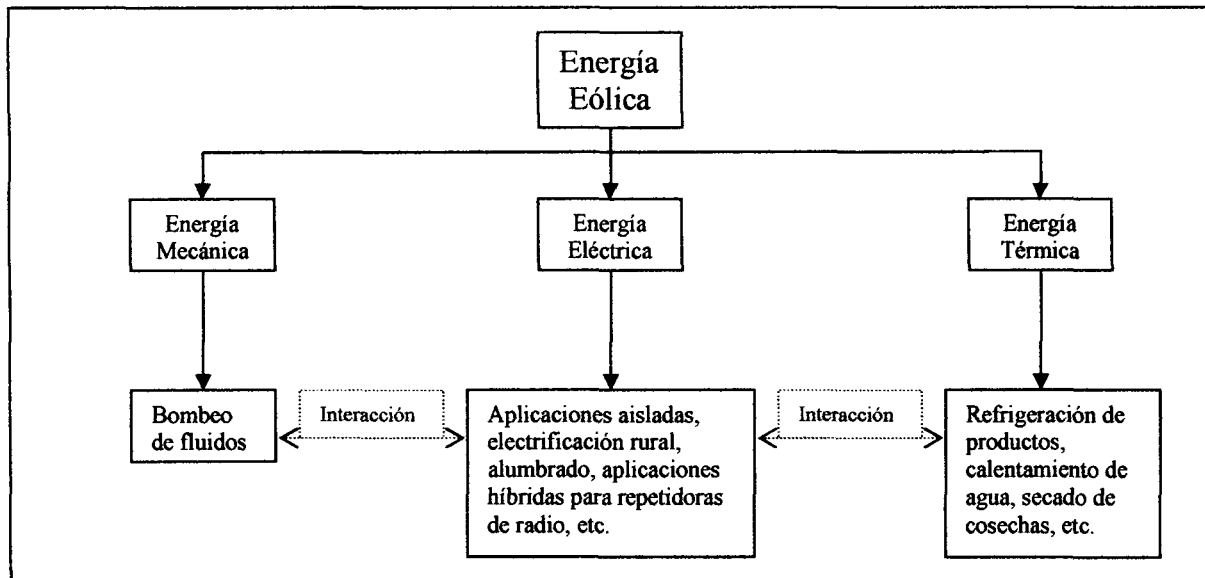 Energía
Eólica
Energía
Mecánica
Energía
Eléctrica
Energía
Térmica
Bombeo
de fluidos
Interacción
Aplicaciones aisladas,
electrificación rural,
alumbrado, aplicaciones
híbridas para repetidoras
de radio, etc.
Interacción
Refrigeración de
productos,
calentamiento de
agua, secado de
cosechas, etc.